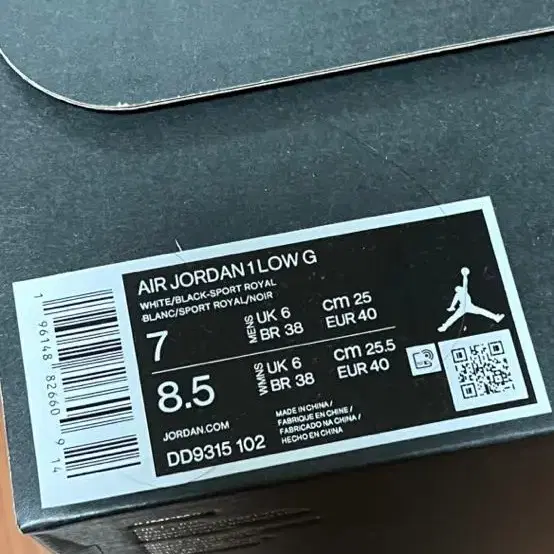 AIR JORDAN 1 LOW G
WHITE/BLACK-SPORT ROYAL
BLANC/SPORT ROYAL/NOIR
7
MENS
UK 6
BR 38
cm 25
EUR 40
8.5
WMNS
UK 6
BR 38
cm 25.5
EUR 40
JORDAN.COM
DD9315 102
MADE IN CHINA/
FABRIQUE EN CHINE/
FABRICADO NA CHINA/
HECHO EN CHINA
1 96148 82660 9 14